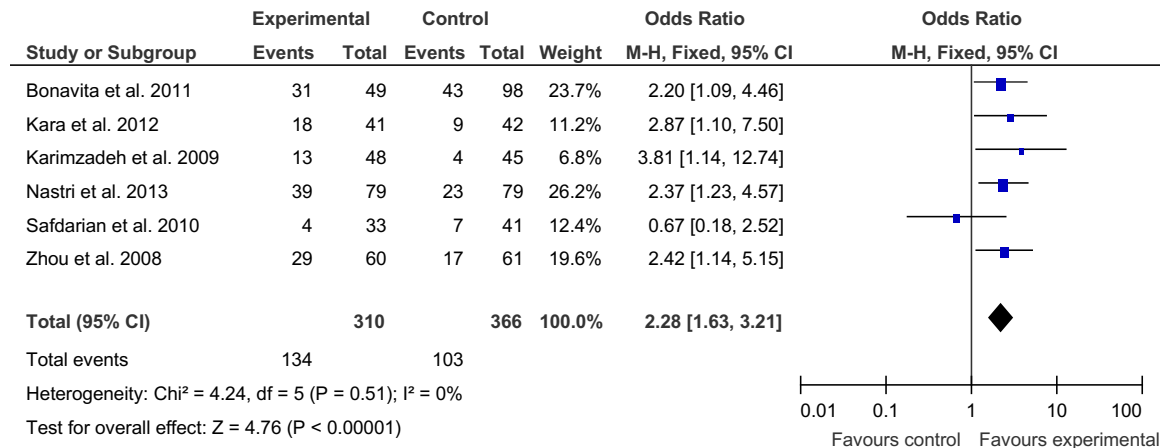 Experimental Control Odds Ratio Odds Ratio
Study or Subgroup Events Total Events Total Weight M-H, Fixed, 95% CI M-H, Fixed, 95% CI
Bonavita et al. 2011 31 49 43 98 23.7% 2.20 [1.09, 4.46]
Kara et al. 2012 18 41 9 42 11.2% 2.87 [1.10, 7.50]
Karimzadeh et al. 2009 13 48 4 45 6.8% 3.81 [1.14, 12.74]
Nastri et al. 2013 39 79 23 79 26.2% 2.37 [1.23, 4.57]
Safdarian et al. 2010 4 33 7 41 12.4% 0.67 [0.18, 2.52]
Zhou et al. 2008 29 60 17 61 19.6% 2.42 [1.14, 5.15]
Total (95% CI) 310 366 100.0% 2.28 [1.63, 3.21]
Total events 134 103
Heterogeneity: Chi² = 4.24, df = 5 (P = 0.51); I² = 0%
Test for overall effect: Z = 4.76 (P < 0.00001)
0.01 0.1 1 10 100
Favours control Favours experimental